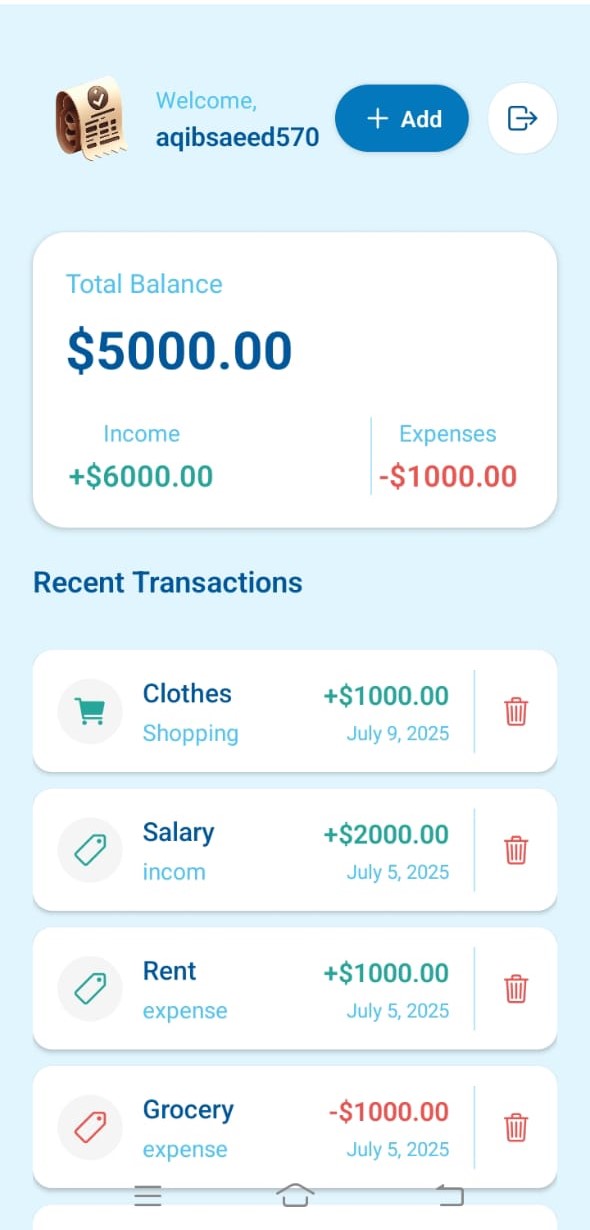 Welcome,
aqibsaeed570
+ Add
Total Balance
$5000.00
Income
Expenses
+$6000.00
-$1000.00
Recent Transactions
Clothes
+$1000.00
Shopping
July 9, 2025
Salary
+$2000.00
incom
July 5, 2025
Rent
+$1000.00
expense
July 5, 2025
Grocery
-$1000.00
expense
July 5, 2025